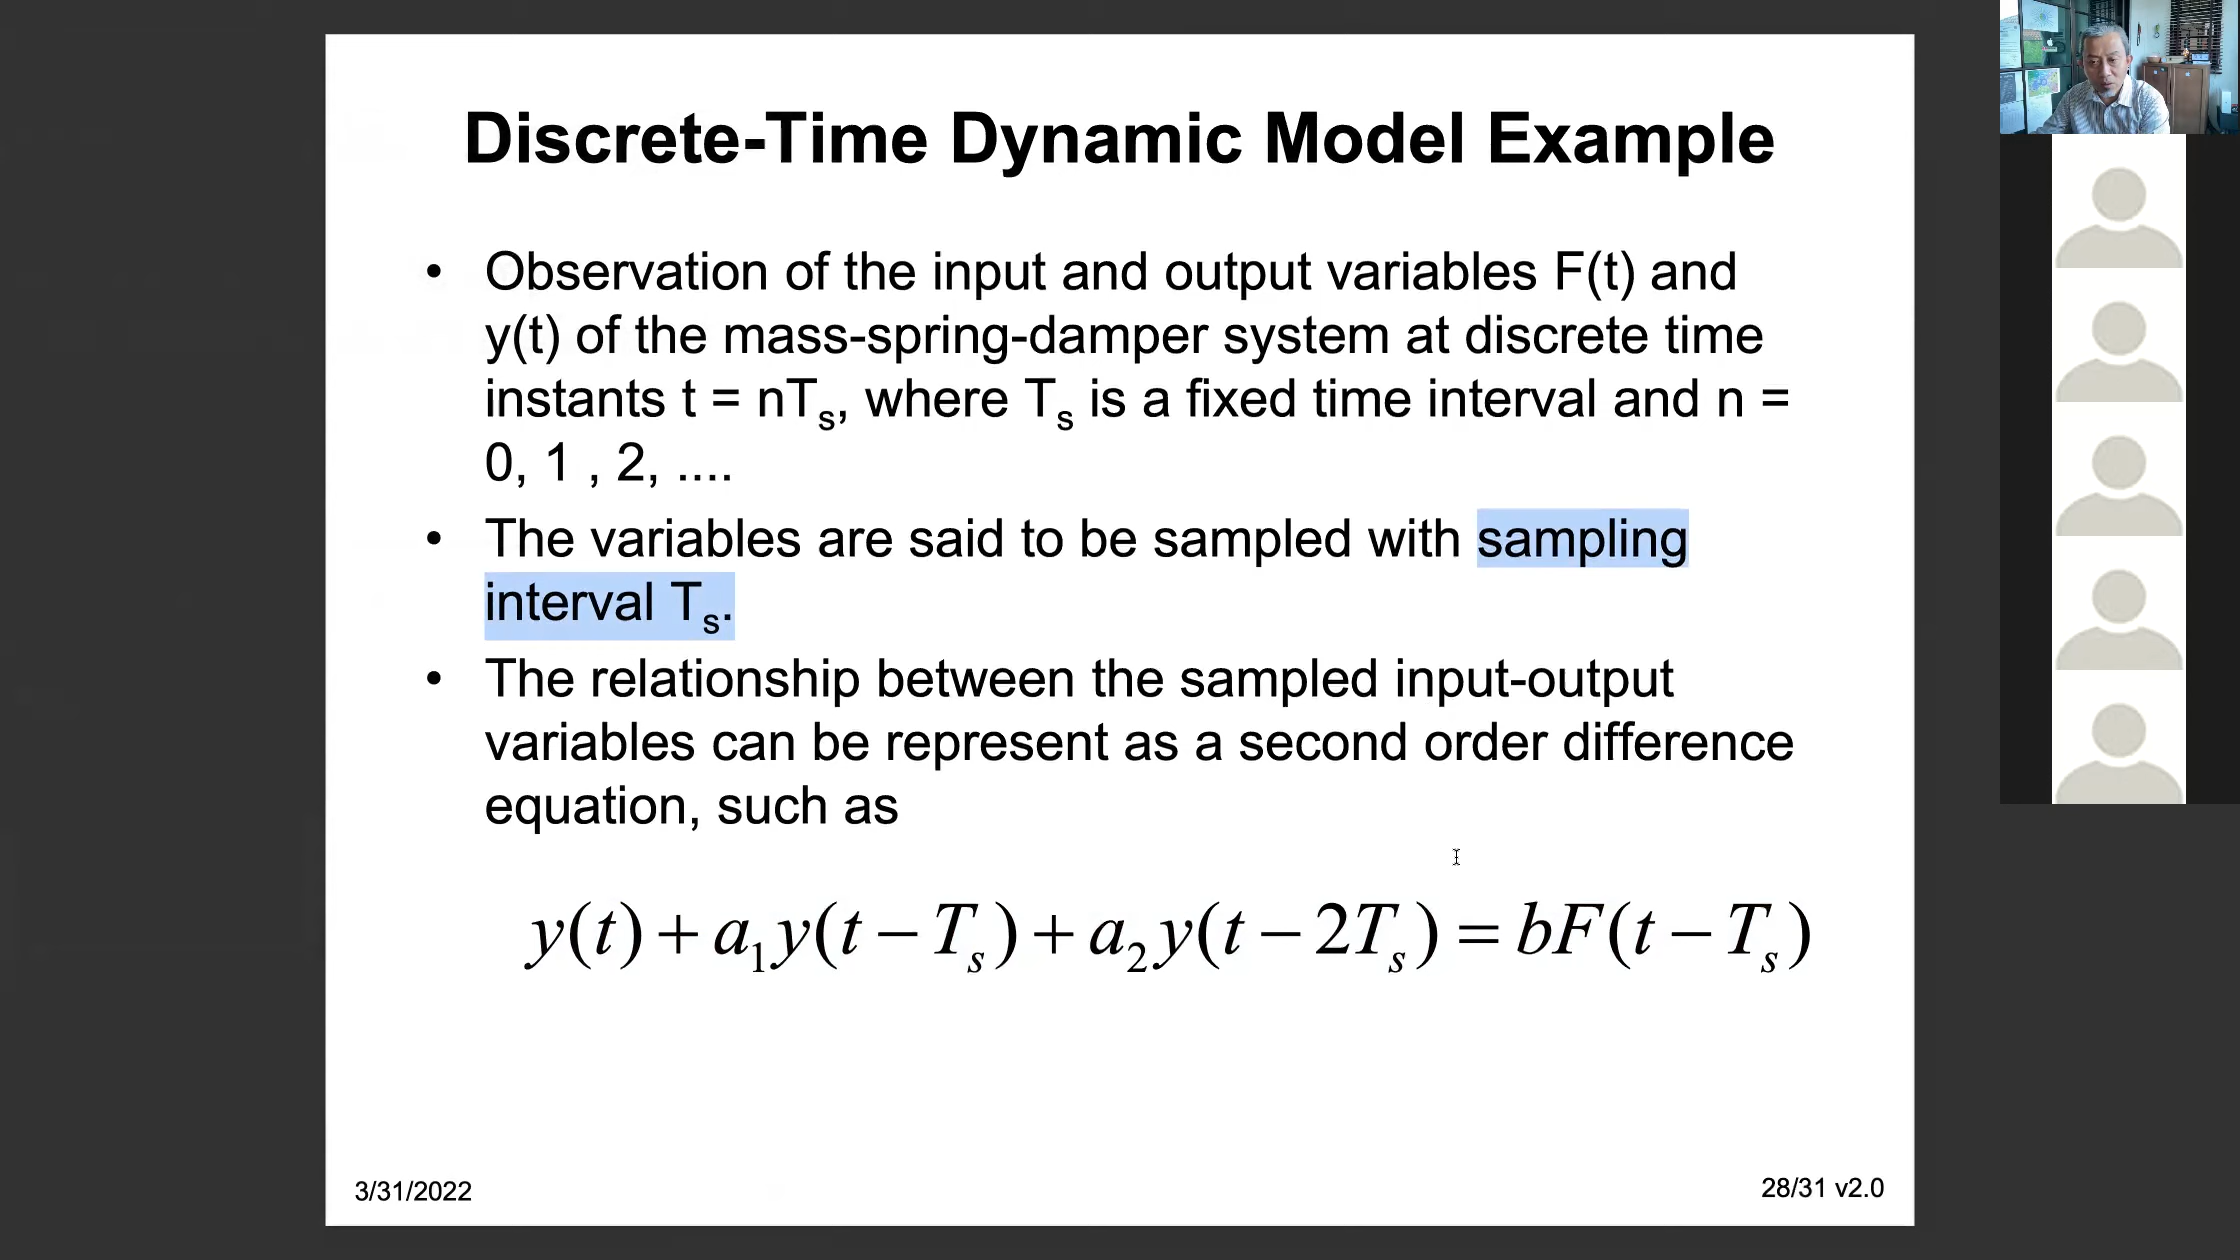 Discrete-Time Dynamic Model Example
• Observation of the input and output variables F(t) and
y(t) of the mass-spring-damper system at discrete time
instants t = nTₛ, where Tₛ is a fixed time interval and n =
0, 1 , 2, ....
• The variables are said to be sampled with sampling
interval Tₛ.
• The relationship between the sampled input-output
variables can be represent as a second order difference
equation, such as
y(t) + a₁y(t − Tₛ) + a₂y(t − 2Tₛ) = bF(t − Tₛ)
3/31/2022
28/31 v2.0